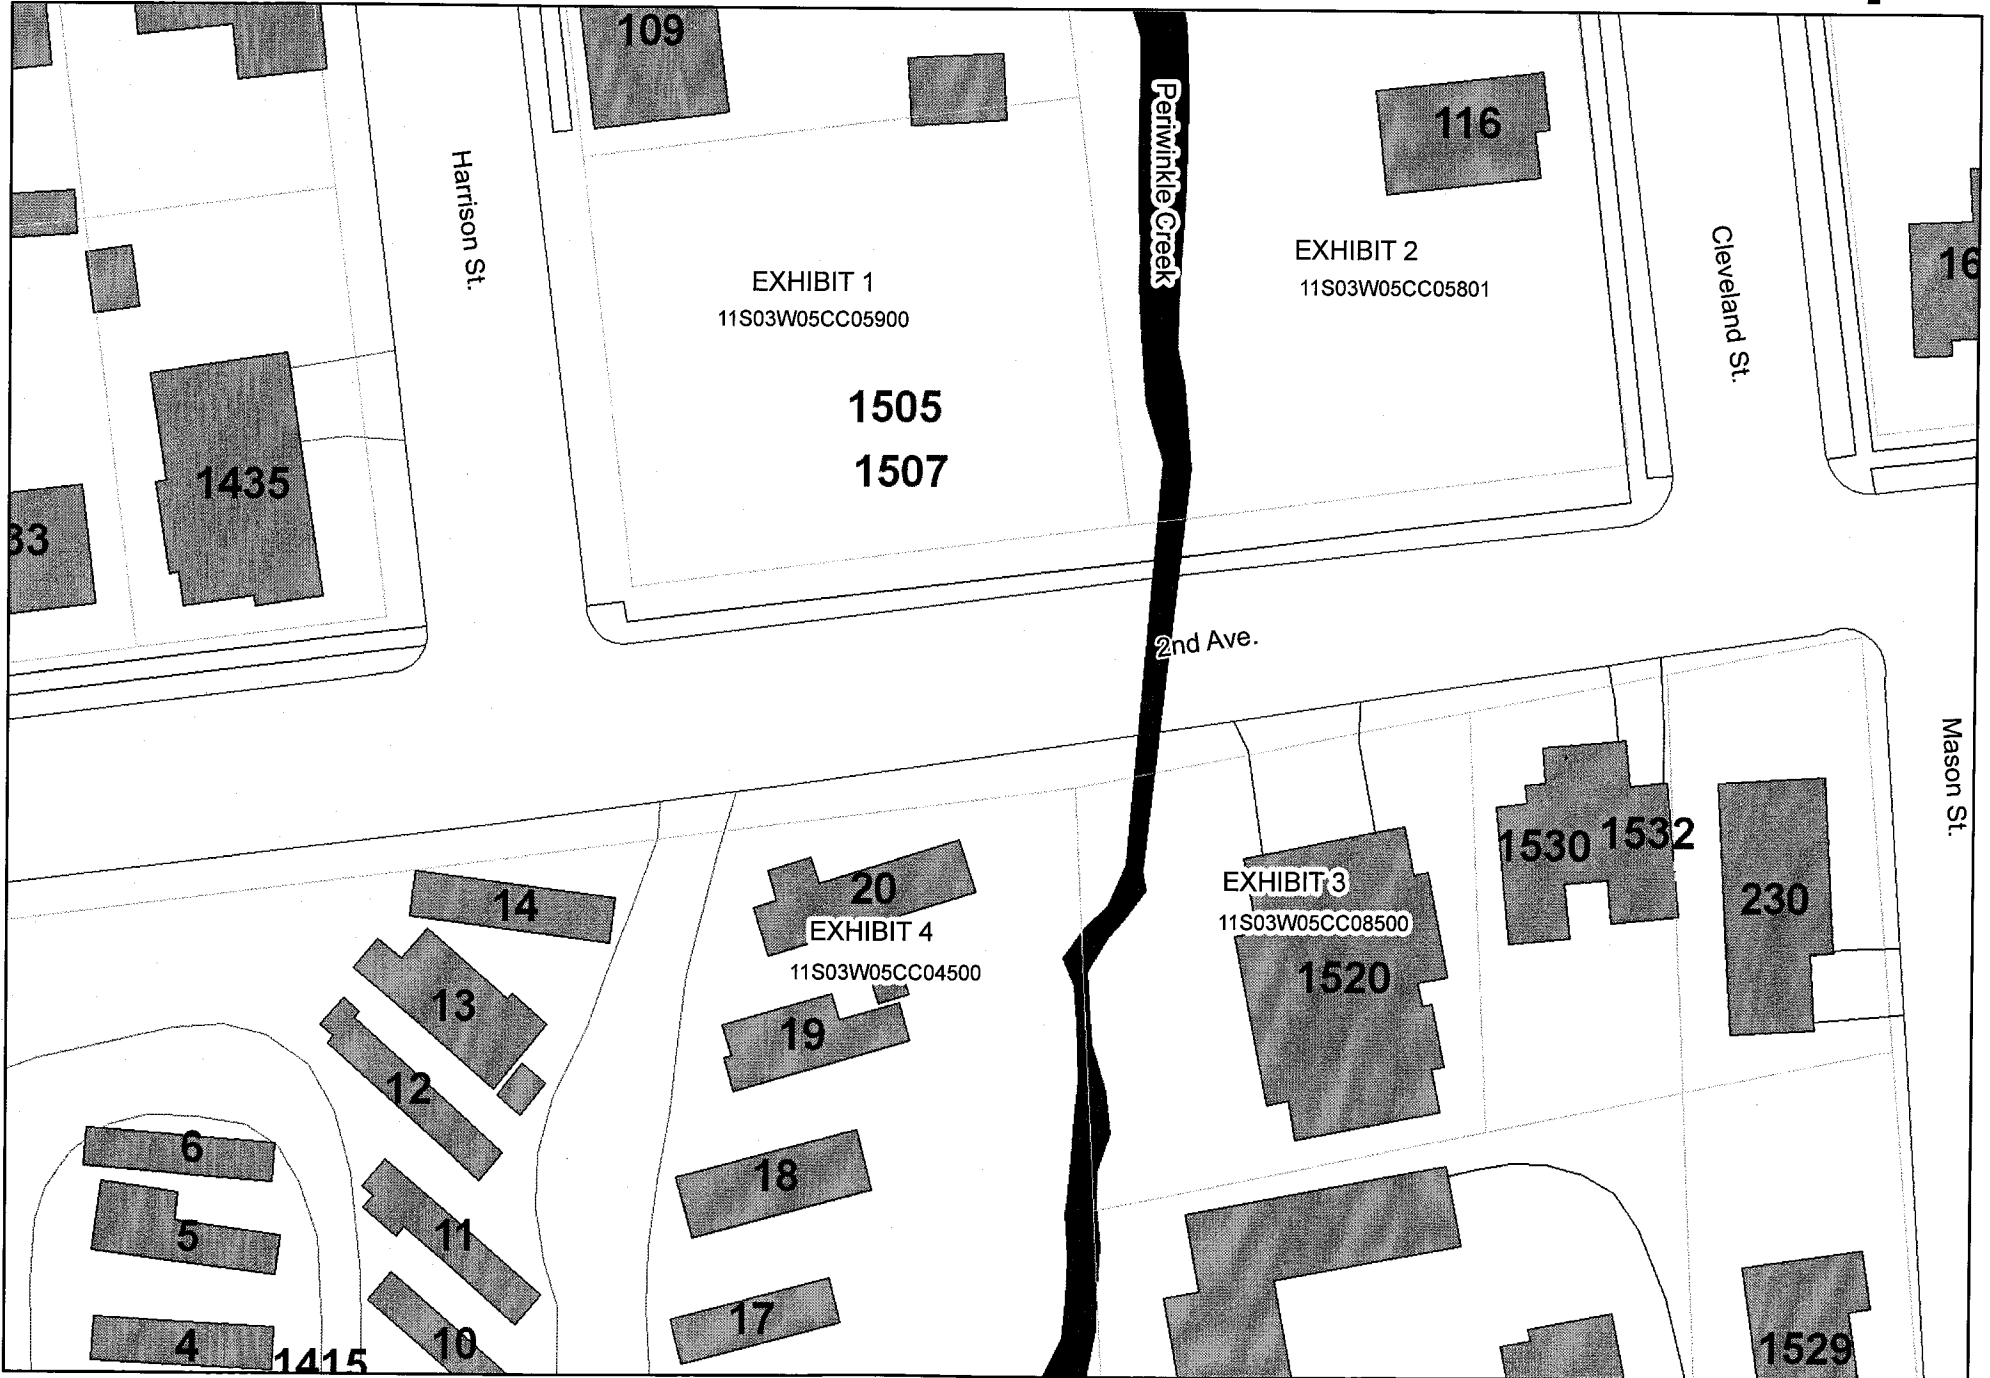 109
116
Periwinkle Creek
Harrison St.
Cleveland St.
EXHIBIT 1
11S03W05CC05900
EXHIBIT 2
11S03W05CC05801
16
1505
1507
1435
33
2nd Ave.
Mason St.
1530
1532
230
EXHIBIT 3
11S03W05CC08500
1520
14
20
EXHIBIT 4
11S03W05CC04500
13
19
12
6
18
5
11
17
4
1415
10
1529